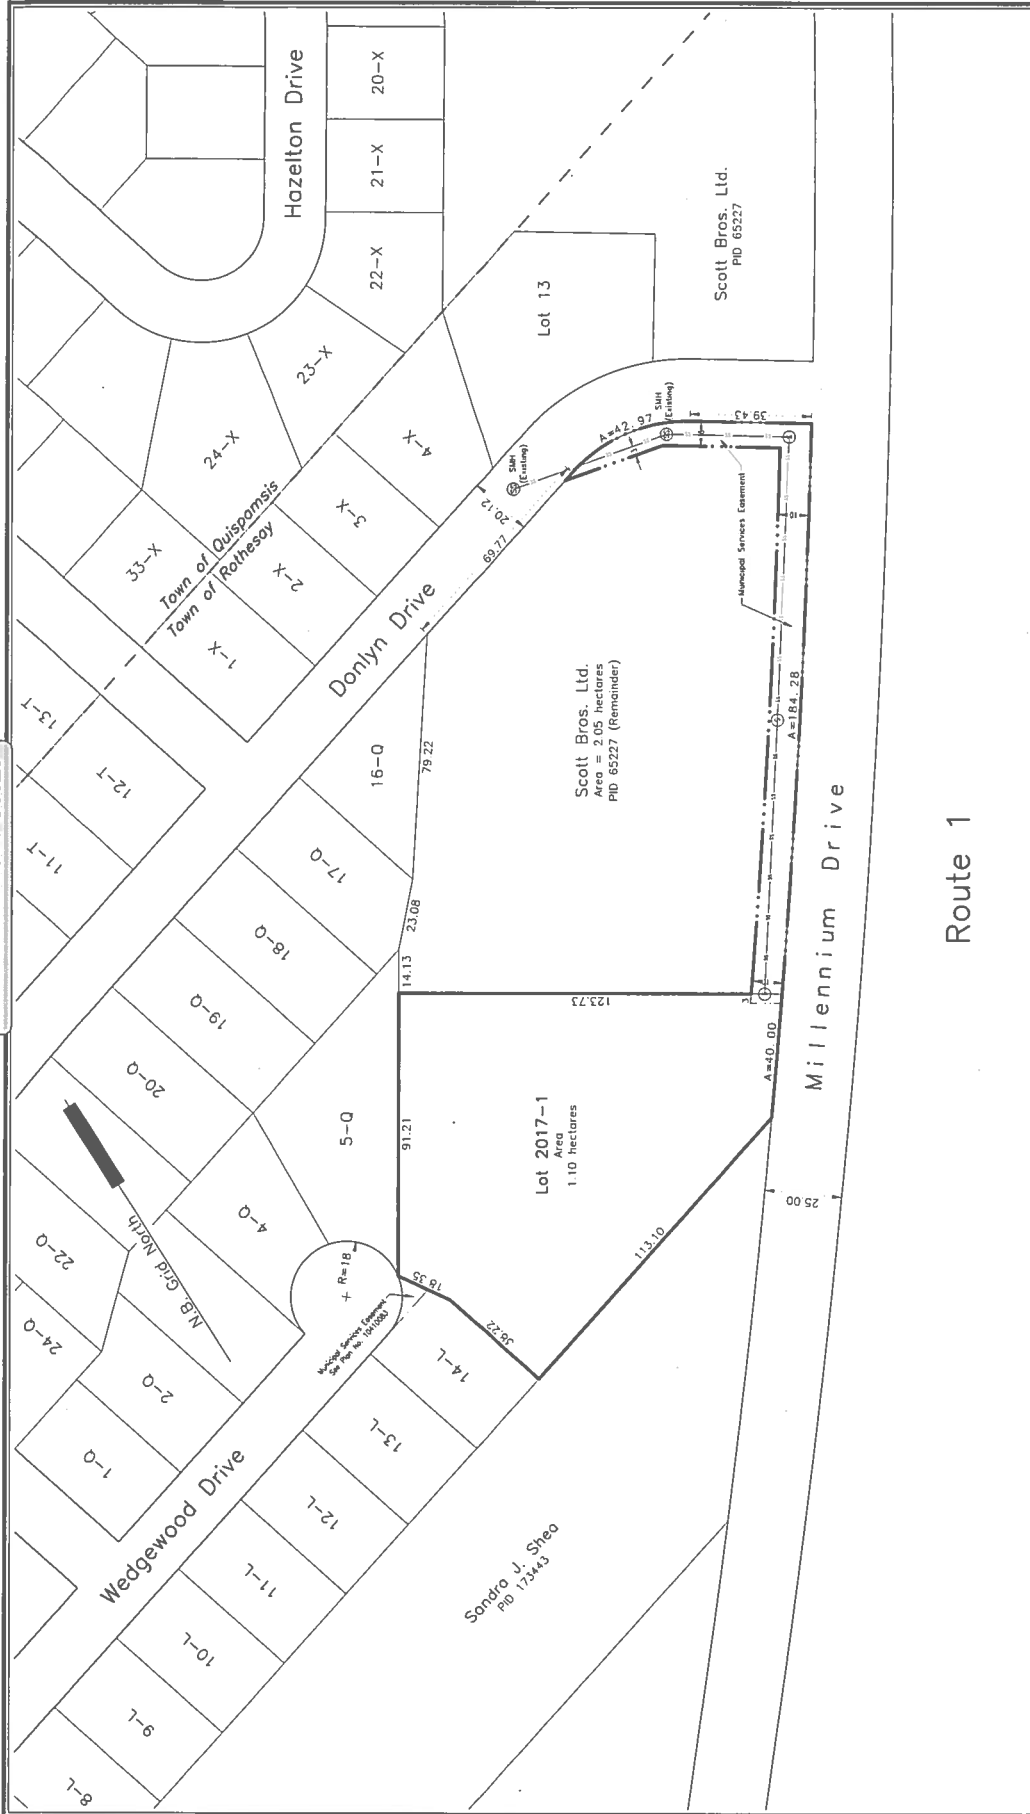 Hazelton Drive
20-X
21-X
22-X
23-X
24-X
33-X
4-X
3-X
2-X
1-X
Town of Quispamsis
Town of Rothesay
13-T
12-T
11-T
Lot 13
Scott Bros. Ltd.
PID 65227
Donlyn Drive
20.12
69.77
SMH
(Existing)
A=42.97
SMH
(Existing)
39.43
16-Q
17-Q
18-Q
19-Q
20-Q
79.22
23.08
14.13
Scott Bros. Ltd.
Area = 2.05 hectares
PID 65227 (Remainder)
Municipal Services Easement
10
A=184.28
123.73
3
A=40.00
Millennium Drive
Route 1
25.00
5-Q
4-Q
91.21
Lot 2017-1
Area
1.10 hectares
113.10
18.35
38.22
R=18
Municipal Services Easement
N.B. Grid North
22-Q
24-Q
2-Q
1-Q
Wedgewood Drive
14-L
13-L
12-L
11-L
10-L
9-L
8-L
Sandra J. Shea
PID 173443